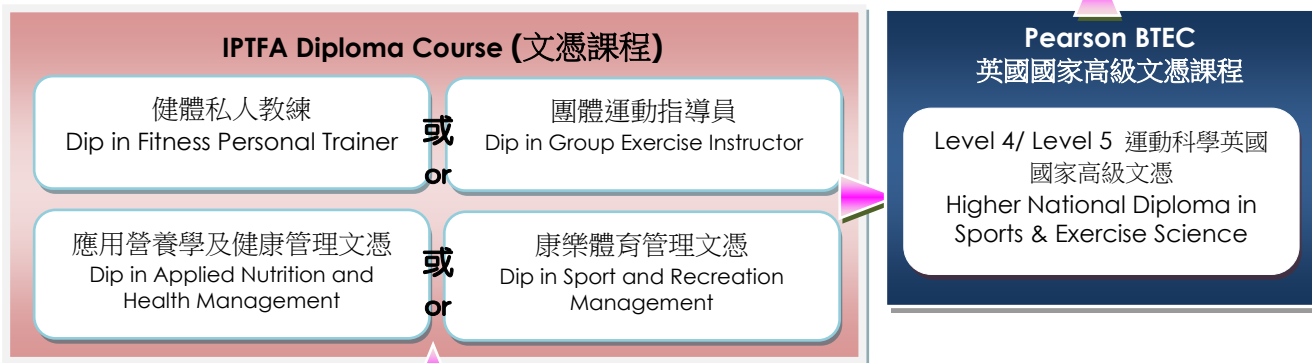 IPTFA Diploma Course (文憑課程)
健體私人教練
Dip in Fitness Personal Trainer
或
or
團體運動指導員
Dip in Group Exercise Instructor
應用營養學及健康管理文憑
Dip in Applied Nutrition and
Health Management
或
or
康樂體育管理文憑
Dip in Sport and Recreation
Management
Pearson BTEC
英國國家高級文憑課程
Level 4/ Level 5 運動科學英國
國家高級文憑
Higher National Diploma in
Sports & Exercise Science